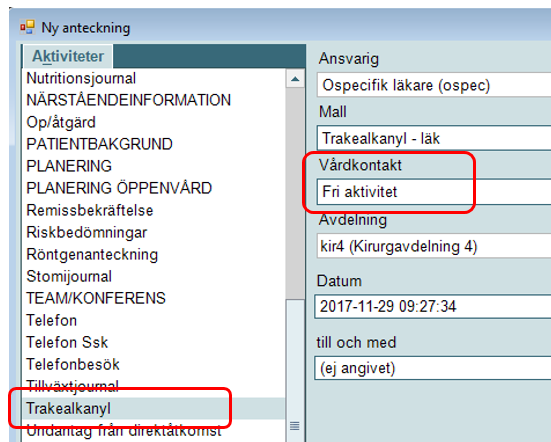 Ny anteckning
Aktiviteter
Nutritionsjournal
NÄRSTÅENDEINFORMATION
Op/åtgärd
PATIENTBAKGRUND
PLANERING
PLANERING ÖPPENVÅRD
Remissbekräftelse
Riskbedömningar
Röntgenanteckning
Stomijournal
TEAM/KONFERENS
Telefon
Telefon Ssk
Telefonbesök
Tillväxtjournal
Trakealkanyl
Undantag från direktåtkomst
Ansvarig
Ospecifik läkare (ospec)
Mall
Trakealkanyl - läk
Vårdkontakt
Fri aktivitet
Avdelning
kir4 (Kirurgavdelning 4)
Datum
2017-11-29 09:27:34
till och med
(ej angivet)